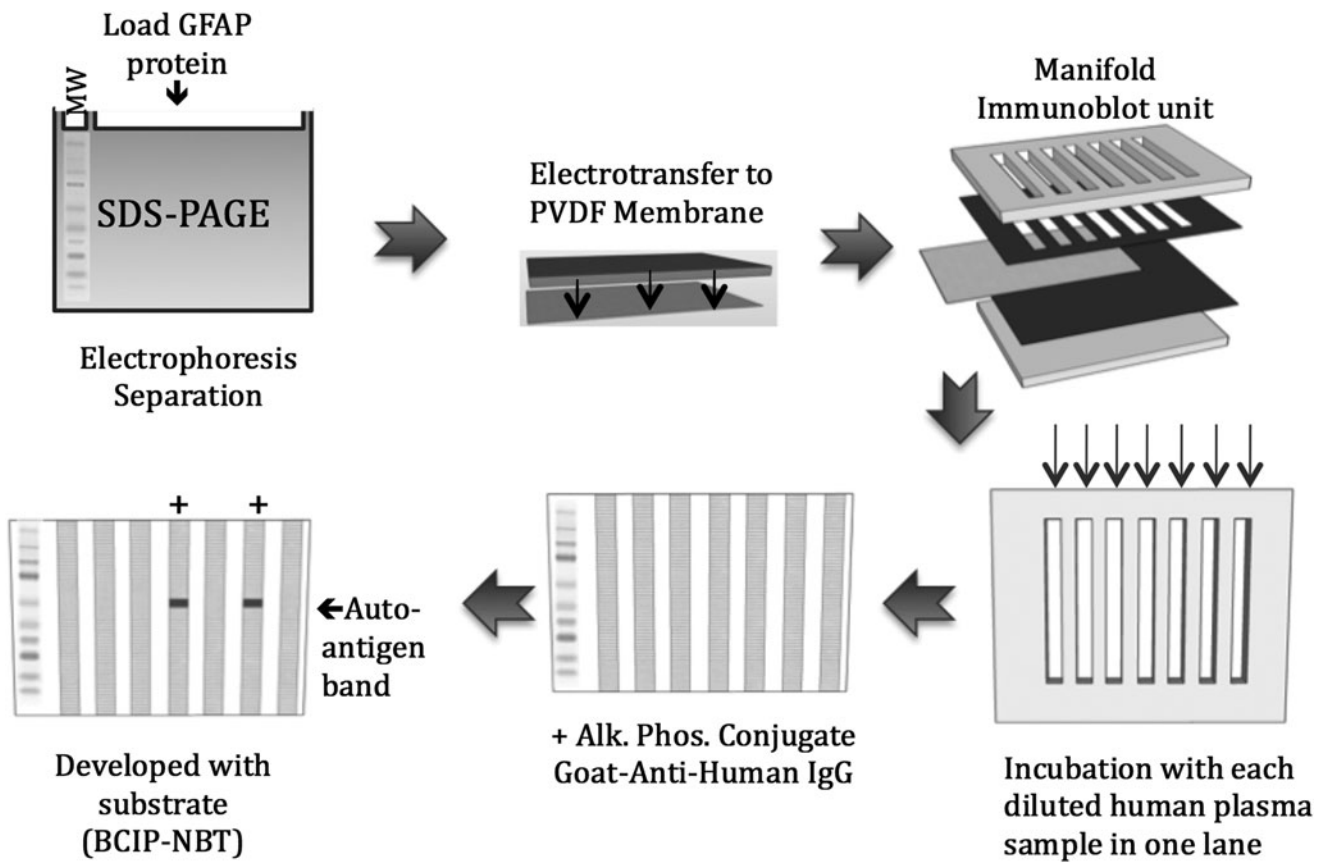 Load GFAP
protein
MW
SDS-PAGE
Electrophoresis
Separation
Electrotransfer to
PVDF Membrane
Manifold
Immunoblot unit
Incubation with each
diluted human plasma
sample in one lane
+ Alk. Phos. Conjugate
Goat-Anti-Human IgG
+ +
Auto-
antigen
band
Developed with
substrate
(BCIP-NBT)